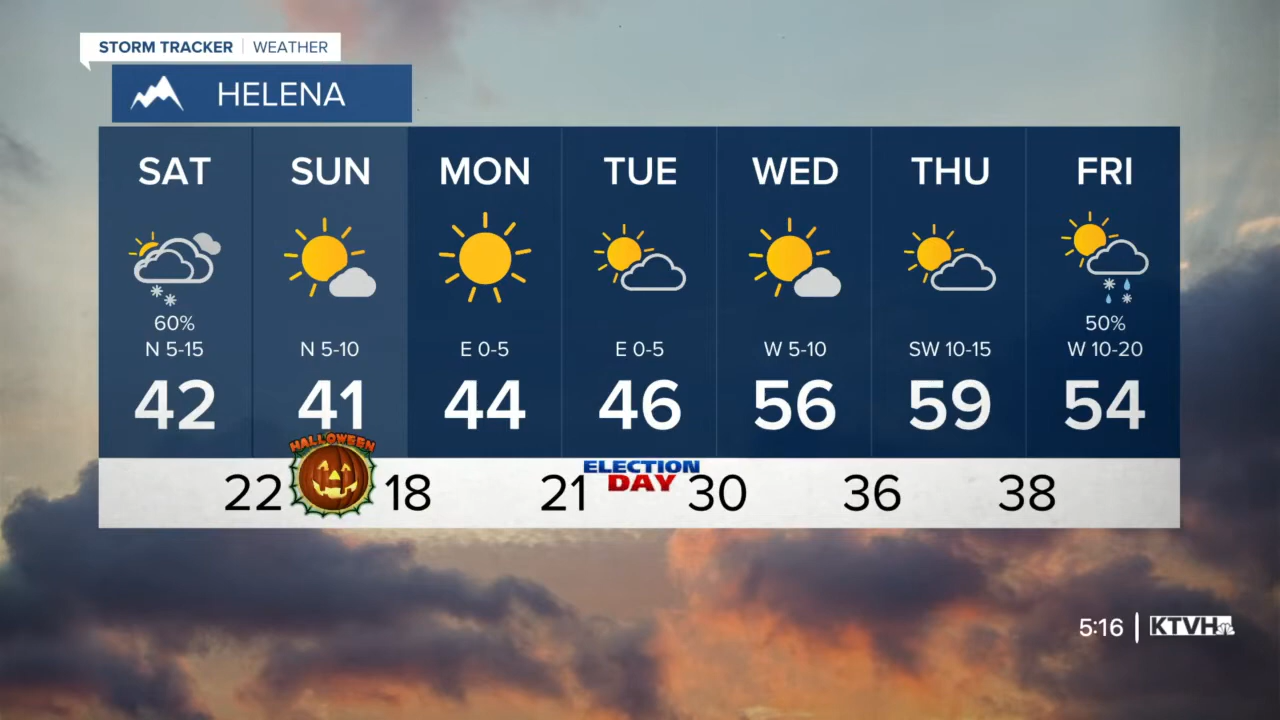 STORM TRACKER | WEATHER
HELENA
SAT SUN MON TUE WED THU FRI
60% 50%
N 5-15 N 5-10 E 0-5 E 0-5 W 5-10 SW 10-15 W 10-20
42 41 44 46 56 59 54
HALLOWEEN
ELECTION
DAY
22 18 21 30 36 38
5:16 | KTVH